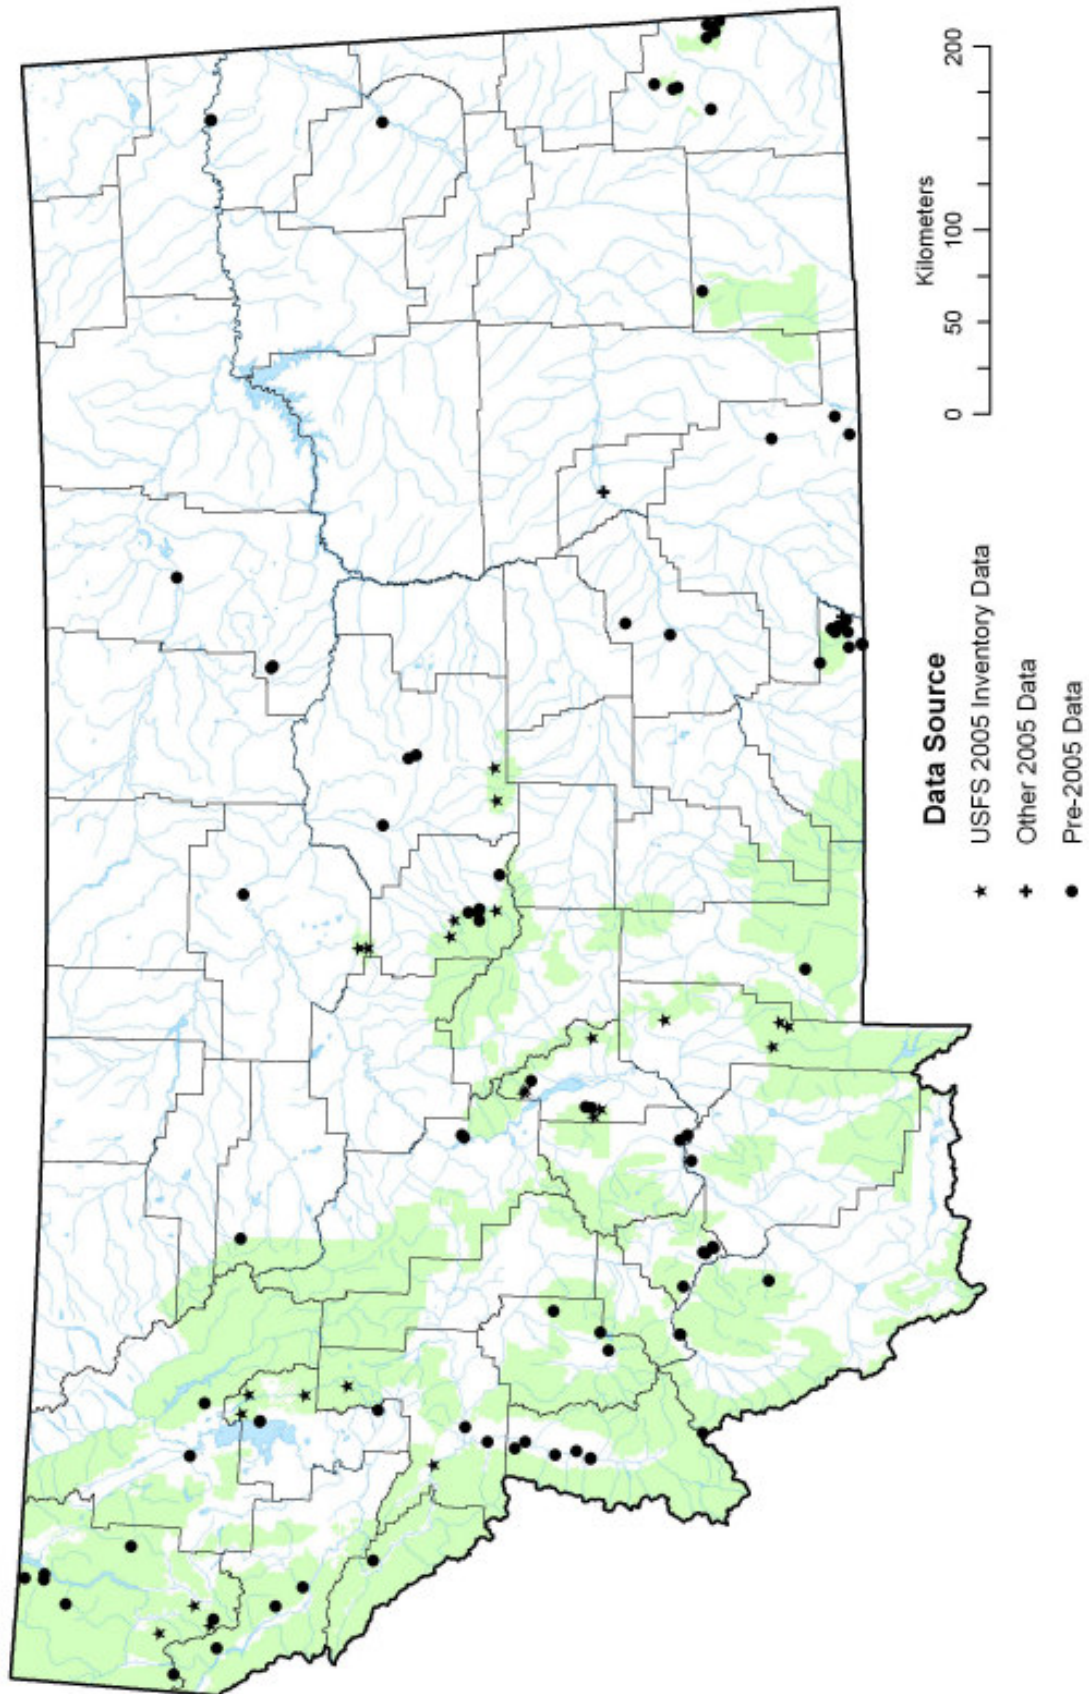 Data Source
USFS 2005 Inventory Data
Other 2005 Data
Pre-2005 Data
0 50 100 200
Kilometers